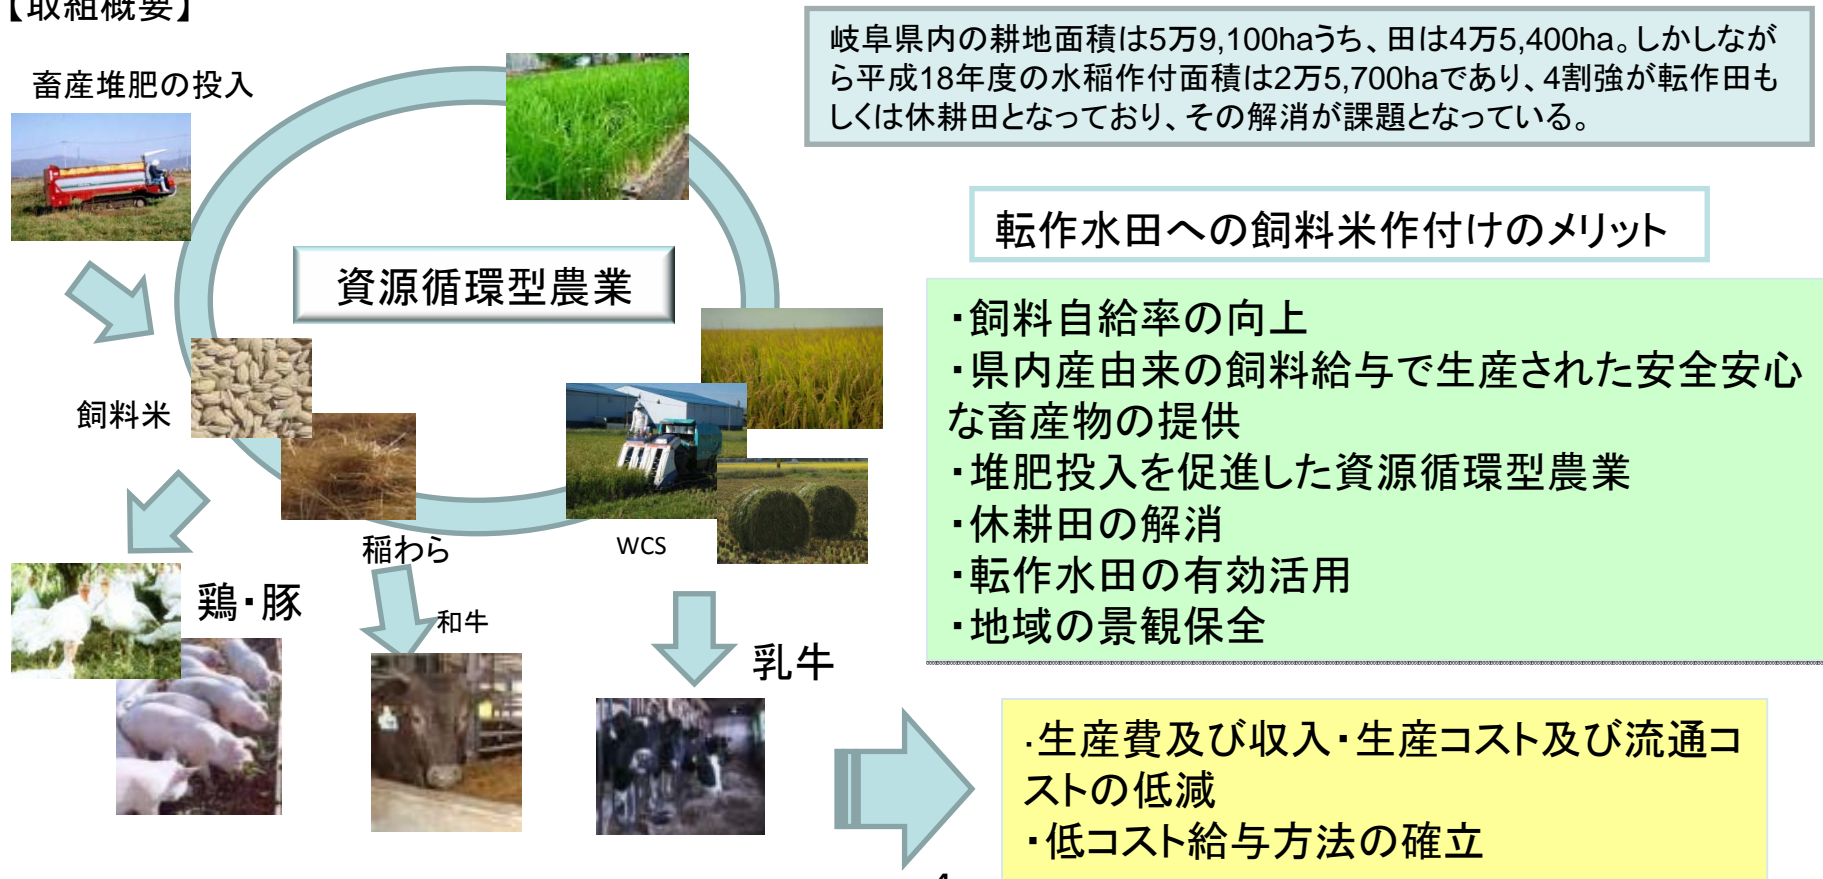 【取組概要】
岐阜県内の耕地面積は5万9,100haうち、田は4万5,400ha。しかしなが
ら平成18年度の水稲作付面積は2万5,700haであり、4割強が転作田も
しくは休耕田となっており、その解消が課題となっている。
畜産堆肥の投入
資源循環型農業
飼料米
稲わら
WCS
鶏・豚
和牛
乳牛
転作水田への飼料米作付けのメリット
・飼料自給率の向上
・県内産由来の飼料給与で生産された安全安心
な畜産物の提供
・堆肥投入を促進した資源循環型農業
・休耕田の解消
・転作水田の有効活用
・地域の景観保全
・生産費及び収入・生産コスト及び流通コ
ストの低減
・低コスト給与方法の確立